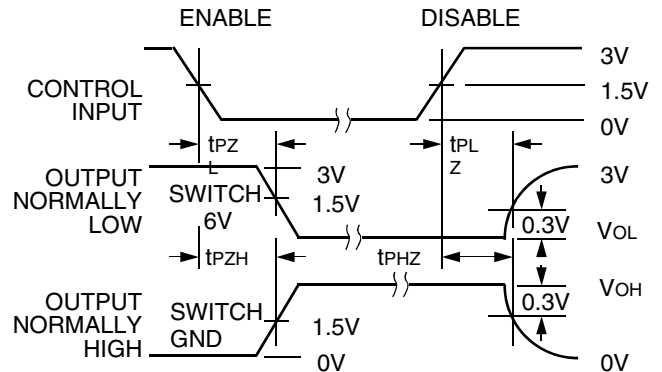 ENABLE DISABLE
3V
CONTROL
INPUT
1.5V
0V
tPZ
L
tPL
Z
OUTPUT
NORMALLY
LOW
SWITCH
6V
3V
1.5V
3V
0.3V
VOL
tPZH
tPHZ
OUTPUT
NORMALLY
HIGH
SWITCH
GND
1.5V
0V
0.3V
VOH
0V